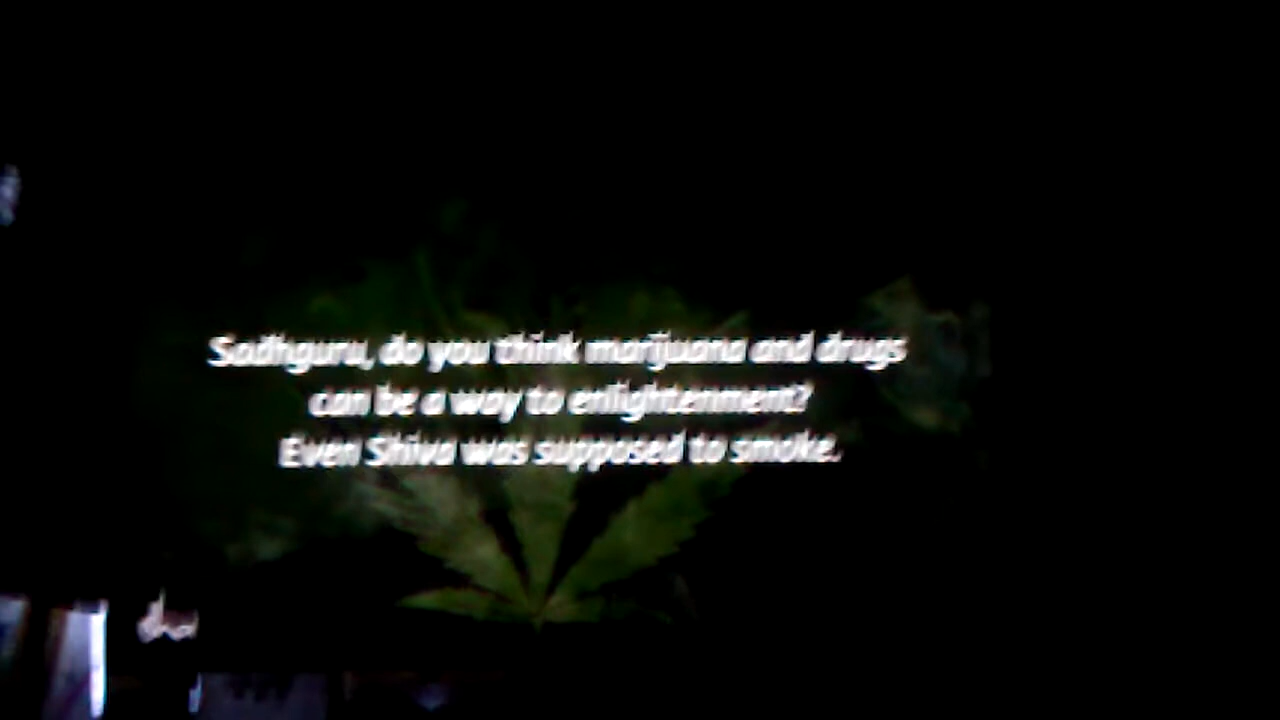 Sadhguru, do you think marijuana and drugs
can be a way to enlightenment?
Even Shiva was supposed to smoke.